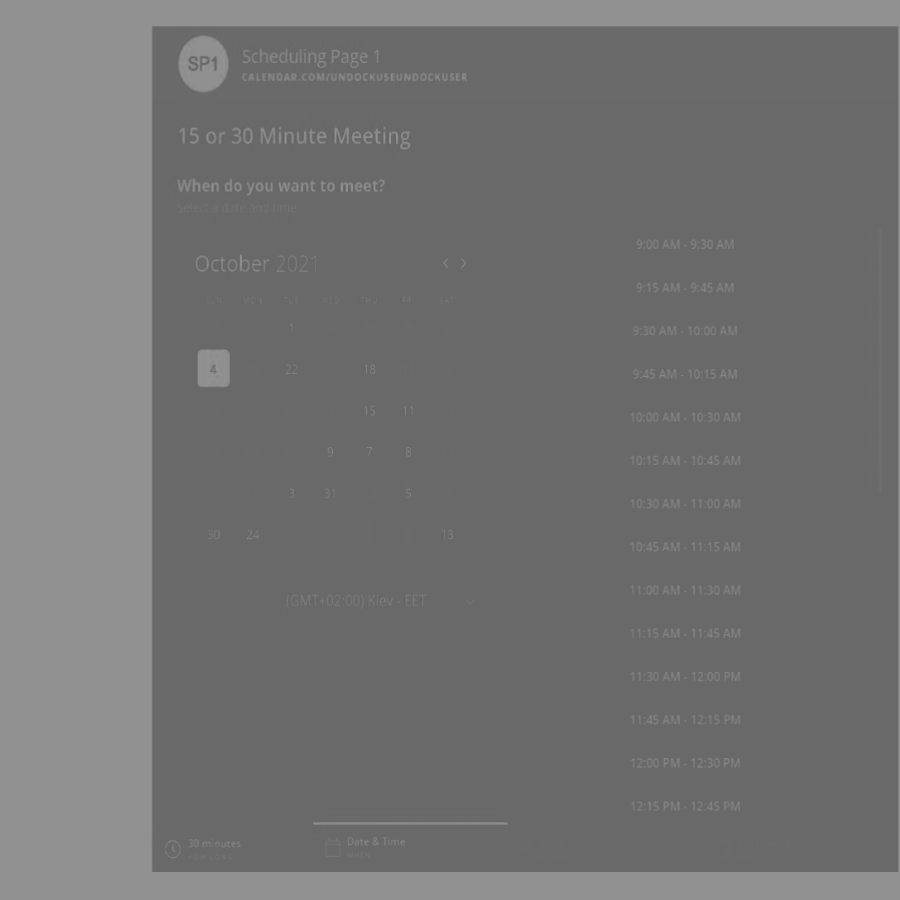 SP1
Scheduling Page 1
CALENDAR.COM/UNDOCKUSEUNDOCKUSER
15 or 30 Minute Meeting
When do you want to meet?
Select a date and time
October 2021
SUN MON TUE WED THU FRI SAT
1
4 22 18
15 11
9 7 8
3 31 5
30 24 13
(GMT+02:00) Kiev - EET
9:00 AM - 9:30 AM
9:15 AM - 9:45 AM
9:30 AM - 10:00 AM
9:45 AM - 10:15 AM
10:00 AM - 10:30 AM
10:15 AM - 10:45 AM
10:30 AM - 11:00 AM
10:45 AM - 11:15 AM
11:00 AM - 11:30 AM
11:15 AM - 11:45 AM
11:30 AM - 12:00 PM
11:45 AM - 12:15 PM
12:00 PM - 12:30 PM
12:15 PM - 12:45 PM
30 minutes
HOW LONG
Date & Time
WHEN